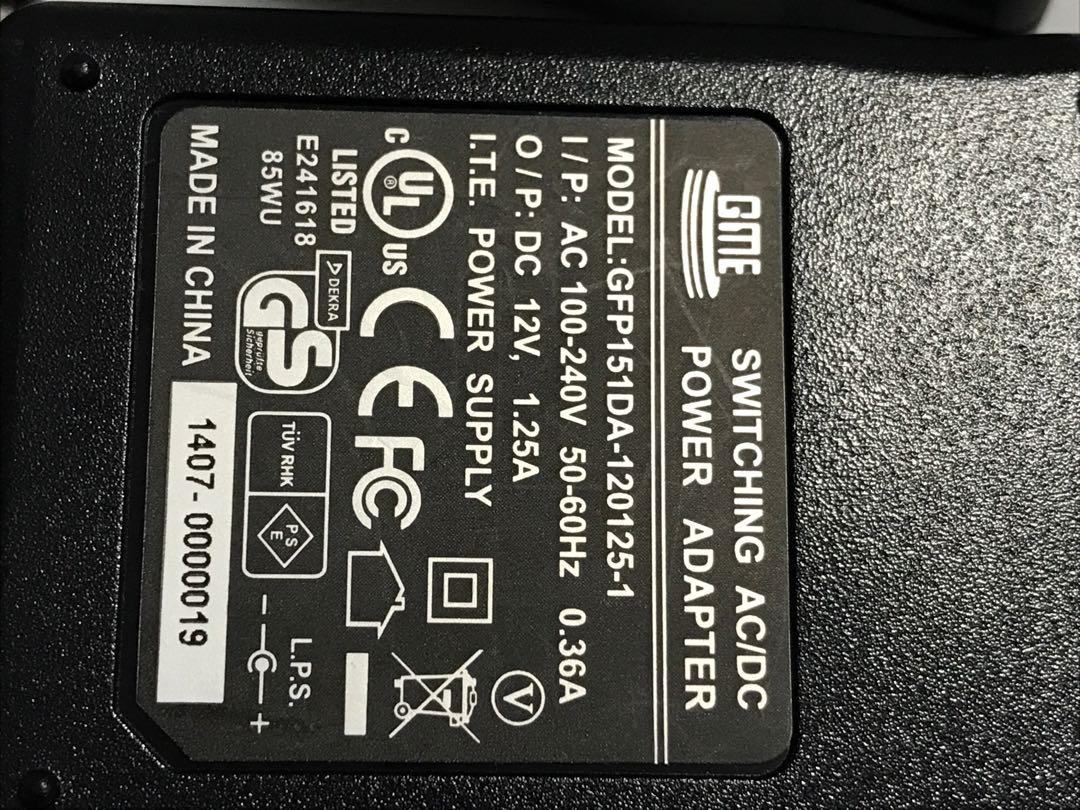 GME
SWITCHING AC/DC
POWER ADAPTER
MODEL:GFP151DA-120125-1
I/P: AC 100-240V 50-60Hz 0.36A
O/P: DC 12V, 1.25A
I.T.E. POWER SUPPLY
V
C UL ® US
LISTED
E241618
85WU
CE
FC
DEKRA
GS
geprüfte
Sicherheit
TÜV RHK
PS
E
L.P.S.
- +
MADE IN CHINA
1407-0000019